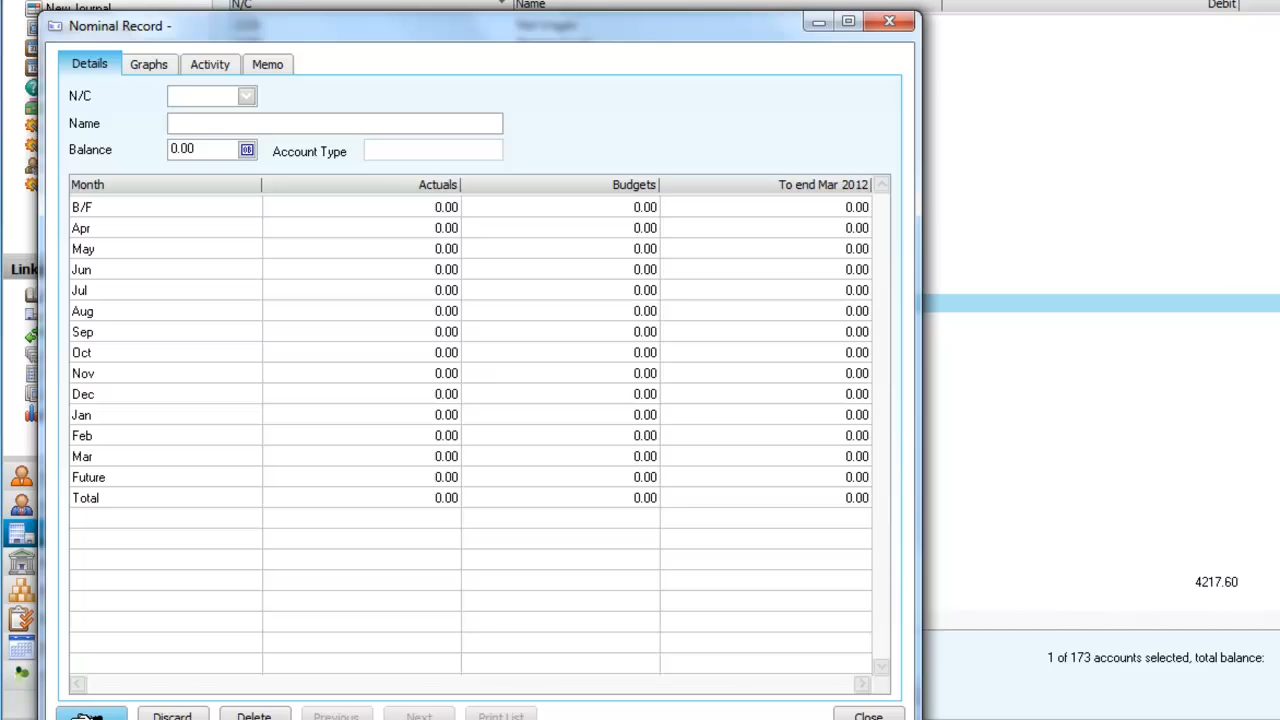 New Journal
N/C Name Debit
Nominal Record -
Details Graphs Activity Memo
N/C
Name
Balance 0.00 OB Account Type
Month Actuals Budgets To end Mar 2012
B/F 0.00 0.00 0.00
Apr 0.00 0.00 0.00
May 0.00 0.00 0.00
Jun 0.00 0.00 0.00
Jul 0.00 0.00 0.00
Aug 0.00 0.00 0.00
Sep 0.00 0.00 0.00
Oct 0.00 0.00 0.00
Nov 0.00 0.00 0.00
Dec 0.00 0.00 0.00
Jan 0.00 0.00 0.00
Feb 0.00 0.00 0.00
Mar 0.00 0.00 0.00
Future 0.00 0.00 0.00
Total 0.00 0.00 0.00
Link
4217.60
1 of 173 accounts selected, total balance:
Discard Delete Previous Next Print List Close